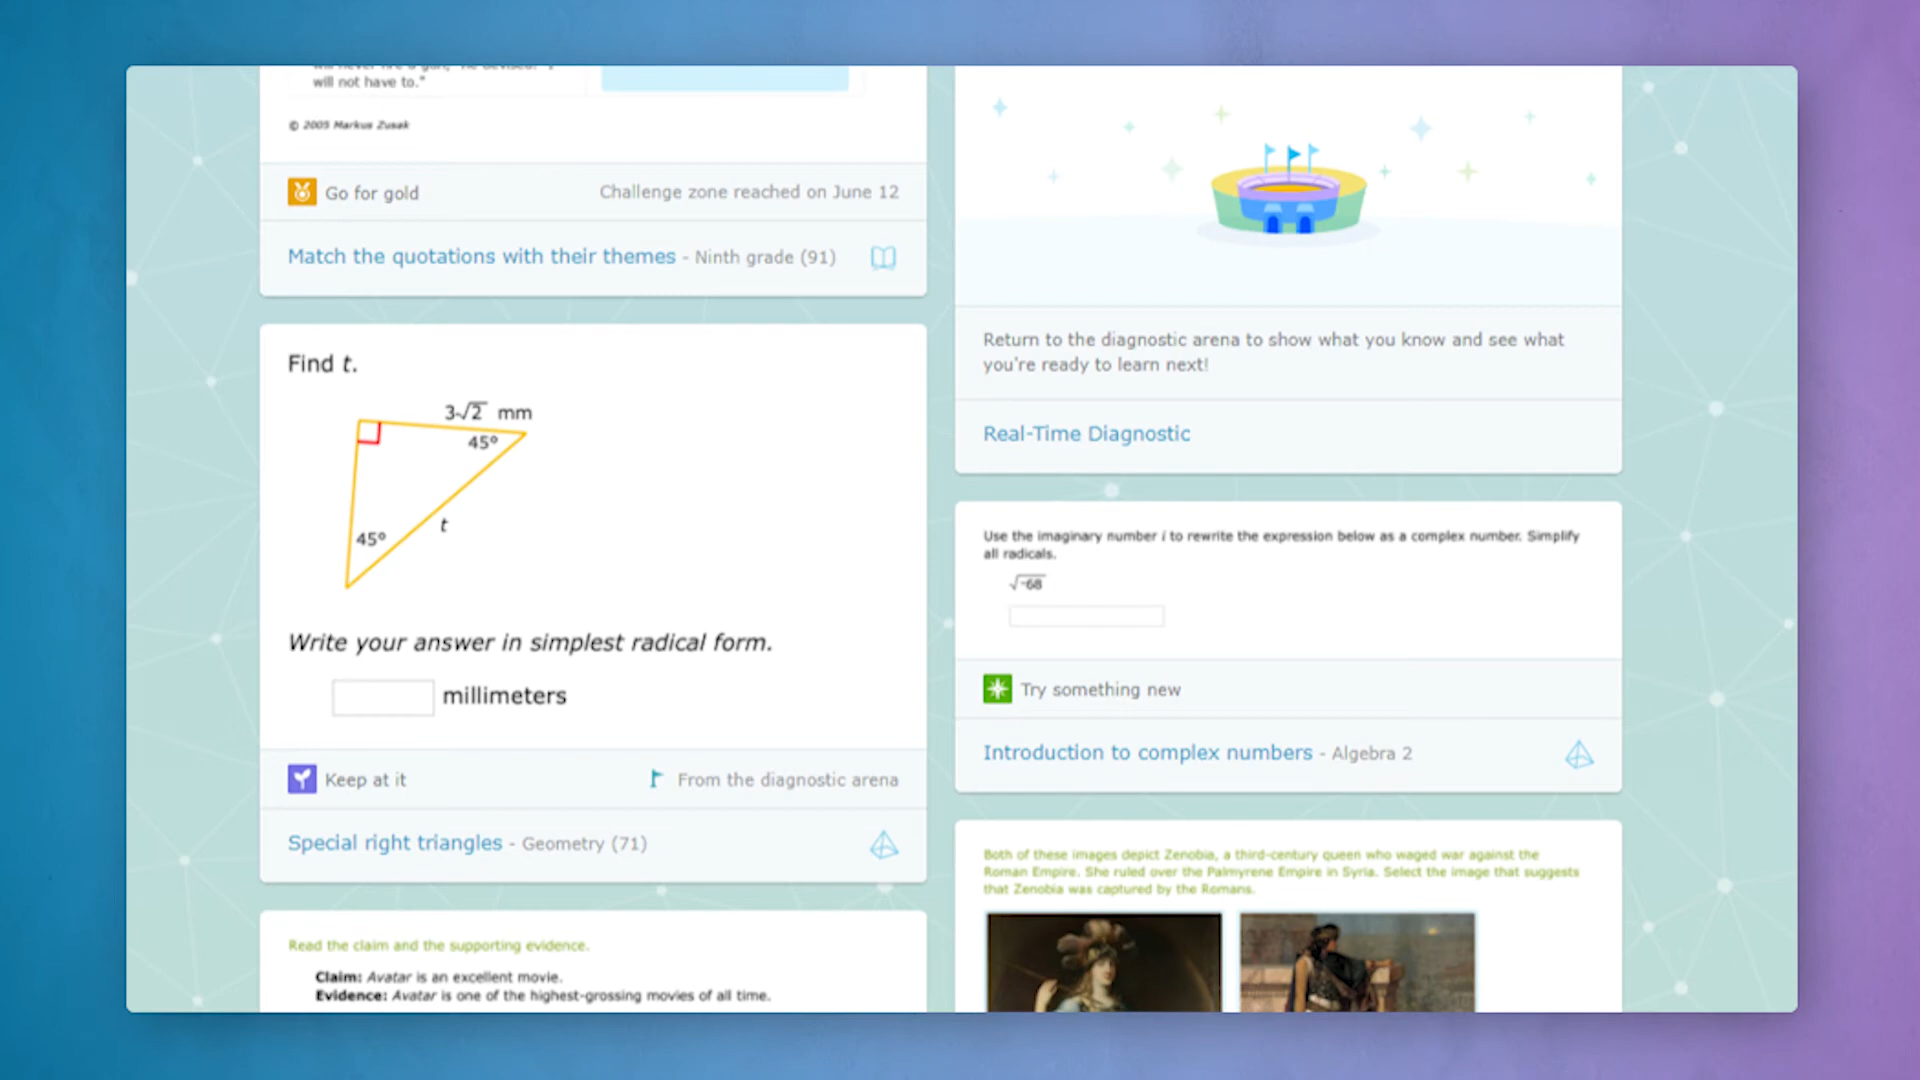 will not have to."
© 2005 Markus Zusak
Go for gold
Challenge zone reached on June 12
Match the quotations with their themes - Ninth grade (91)
Find t.
3√2 mm
45°
45°
t
Write your answer in simplest radical form.
millimeters
Keep at it
From the diagnostic arena
Special right triangles - Geometry (71)
Read the claim and the supporting evidence.
Claim: Avatar is an excellent movie.
Evidence: Avatar is one of the highest-grossing movies of all time.
Return to the diagnostic arena to show what you know and see what
you're ready to learn next!
Real-Time Diagnostic
Use the imaginary number i to rewrite the expression below as a complex number. Simplify
all radicals.
√-68
Try something new
Introduction to complex numbers - Algebra 2
Both of these images depict Zenobia, a third-century queen who waged war against the
Roman Empire. She ruled over the Palmyrene Empire in Syria. Select the image that suggests
that Zenobia was captured by the Romans.